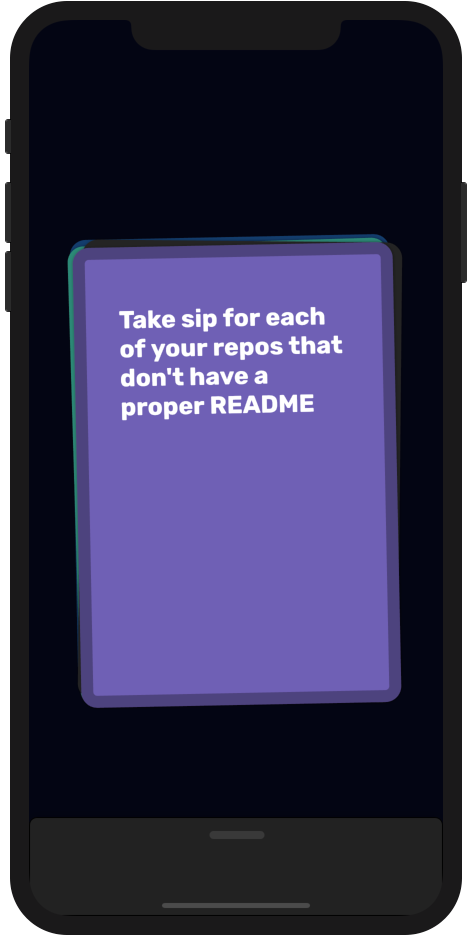 Take sip for each
of your repos that
don't have a
proper README